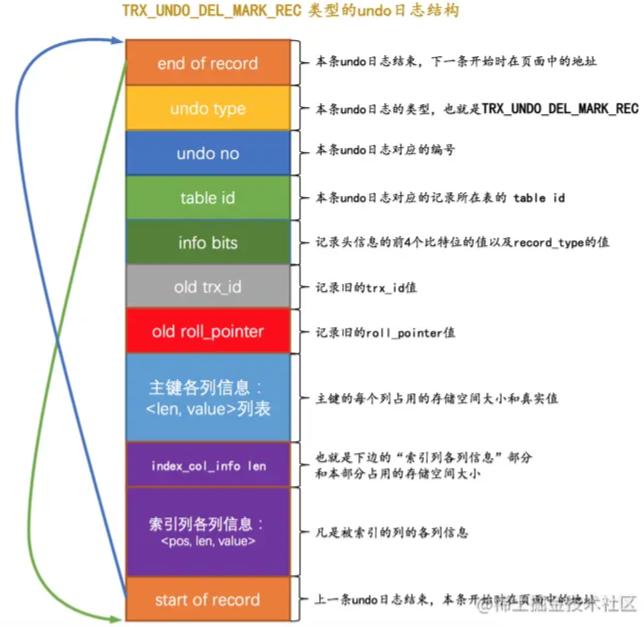 TRX_UNDO_DEL_MARK_REC 类型的undo日志结构
end of record
本条undo日志结束，下一条开始时在页面中的地址
undo type
本条undo日志的类型，也就是TRX_UNDO_DEL_MARK_REC
undo no
本条undo日志对应的编号
table id
本条undo日志对应的记录所在表的 table id
info bits
记录头信息的前4个比特位的值以及record_type的值
old trx_id
记录旧的trx_id值
old roll_pointer
记录旧的roll_pointer值
主键各列信息：
<len, value>列表
主键的每个列占用的存储空间大小和真实值
index_col_info len
也就是下边的“索引列各列信息”部分
和本部分占用的存储空间大小
索引列各列信息：
<pos, len, value>
凡是被索引的列的各列信息
start of record
上一条undo日志结束，本条开始时在页面中的地址
@稀土掘金技术社区